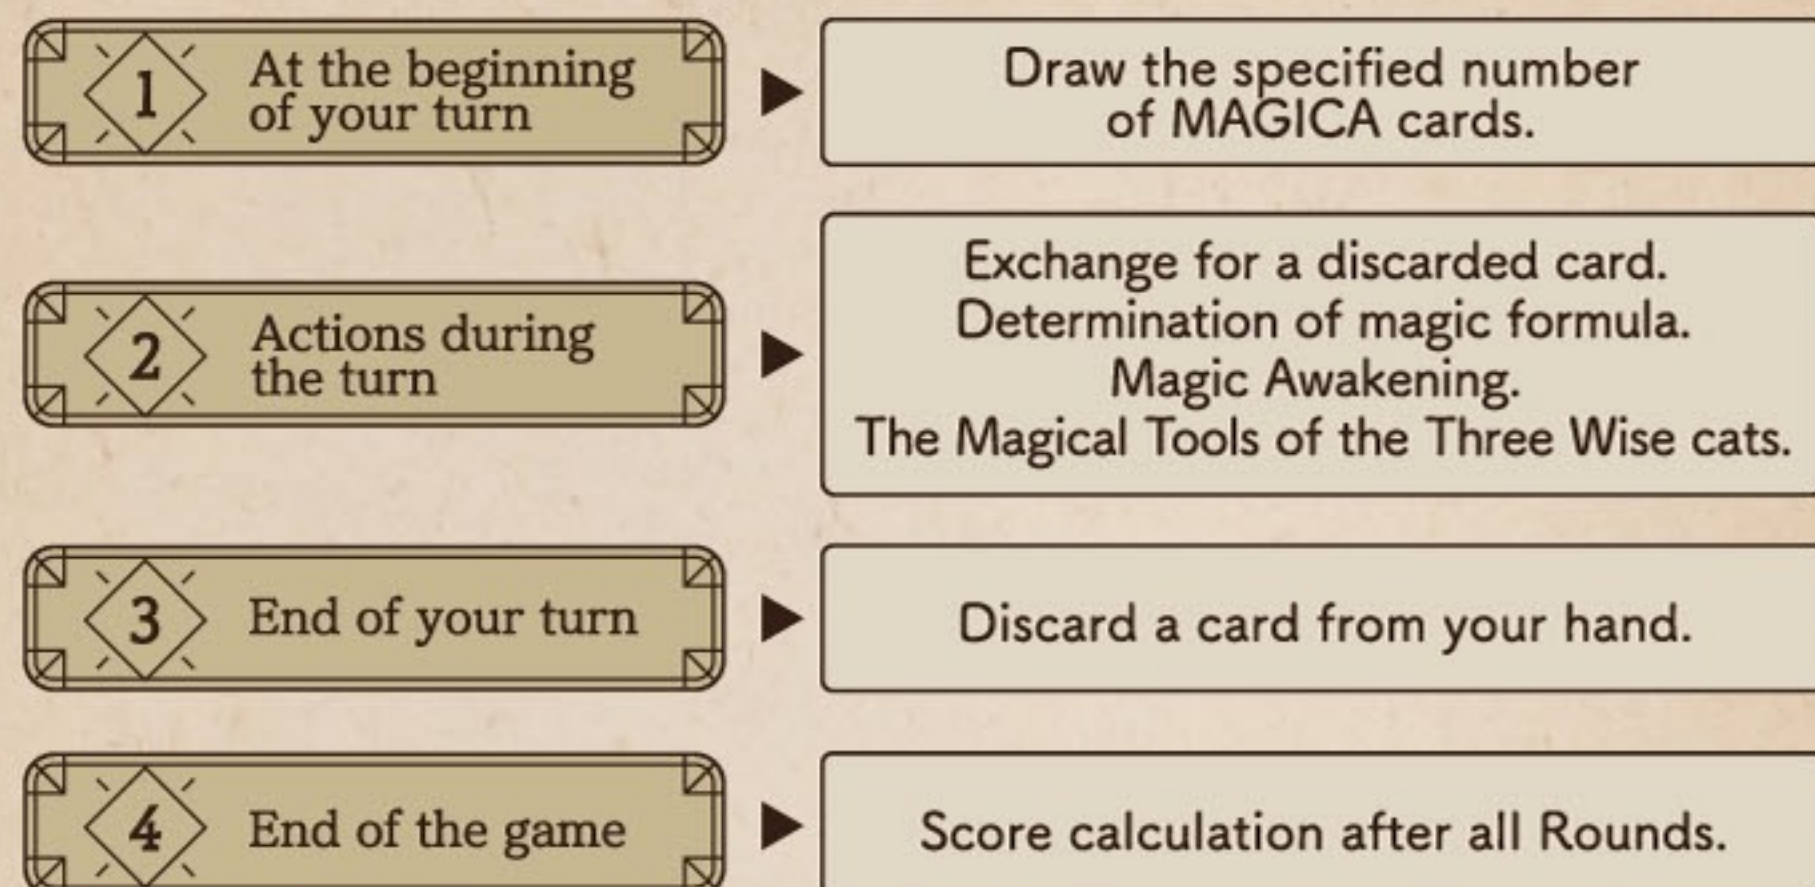 1
At the beginning
of your turn
Draw the specified number
of MAGICA cards.
2
Actions during
the turn
Exchange for a discarded card.
Determination of magic formula.
Magic Awakening.
The Magical Tools of the Three Wise cats.
3
End of your turn
Discard a card from your hand.
4
End of the game
Score calculation after all Rounds.